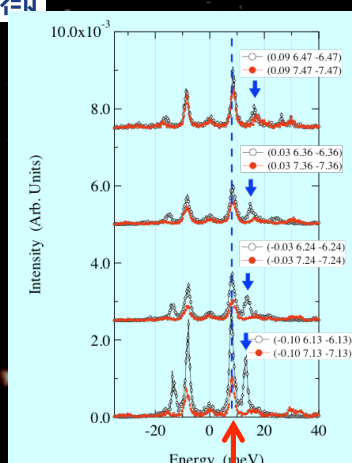 10.0x10-3
(0.09 6.47 -6.47)
(0.09 7.47 -7.47)
8.0
(0.03 6.36 -6.36)
(0.03 7.36 -7.36)
6.0
Intensity (Arb. Units)
(-0.03 6.24 -6.24)
(-0.03 7.24 -7.24)
4.0
(-0.10 6.13 -6.13)
(-0.10 7.13 -7.13)
2.0
0.0
-20 0 20 40
Energy (meV)